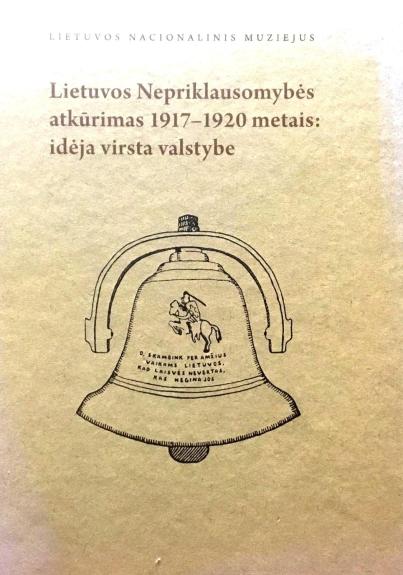 LIETUVOS NACIONALINIS MUZIEJUS
Lietuvos Nepriklausomybės
atkūrimas 1917–1920 metais:
idėja virsta valstybe
O, SKAMBINK PER AMŽIUS
VAIKAMS LIETUVOS,
KAD LAISVĖS NEVERTAS,
KAS NEGINA JOS